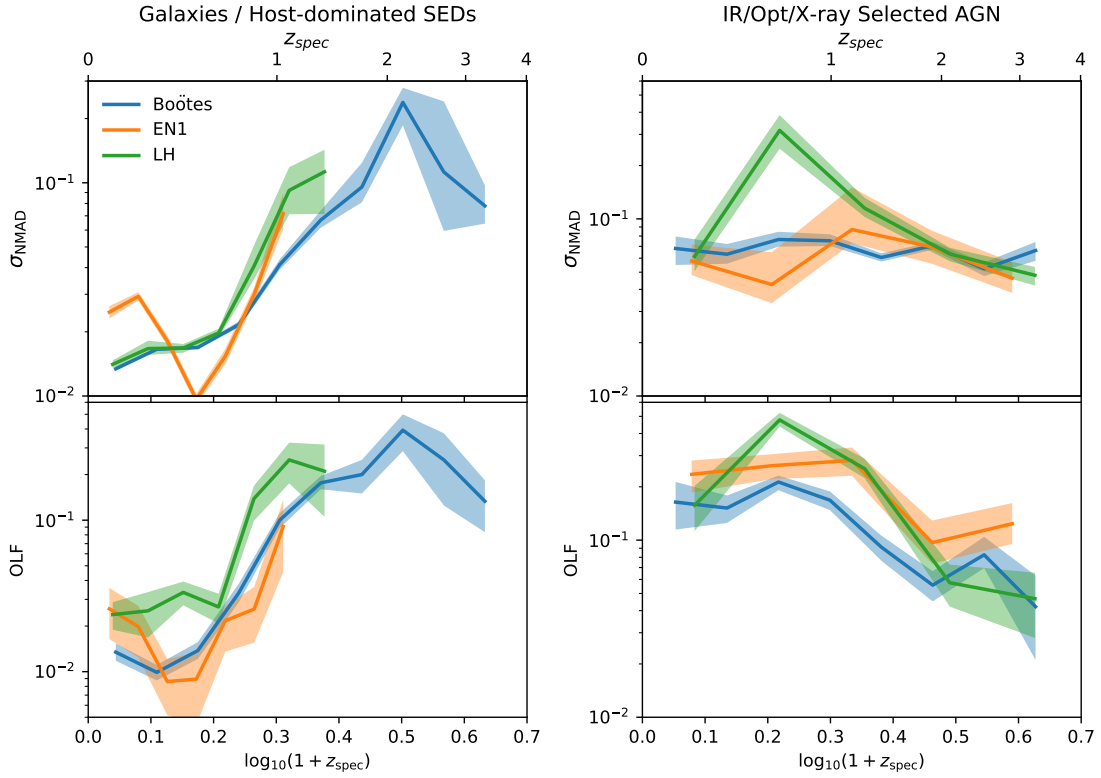 Galaxies / Host-dominated SEDs
z_spec
0 1 2 3 4
σ_NMAD
10⁻¹
10⁻²
Boötes
EN1
LH
IR/Opt/X-ray Selected AGN
z_spec
0 1 2 3 4
σ_NMAD
10⁻¹
10⁻²
OLF
10⁻¹
10⁻²
0.0 0.1 0.2 0.3 0.4 0.5 0.6 0.7
log₁₀(1 + z_spec)
OLF
10⁻¹
10⁻²
0.0 0.1 0.2 0.3 0.4 0.5 0.6 0.7
log₁₀(1 + z_spec)